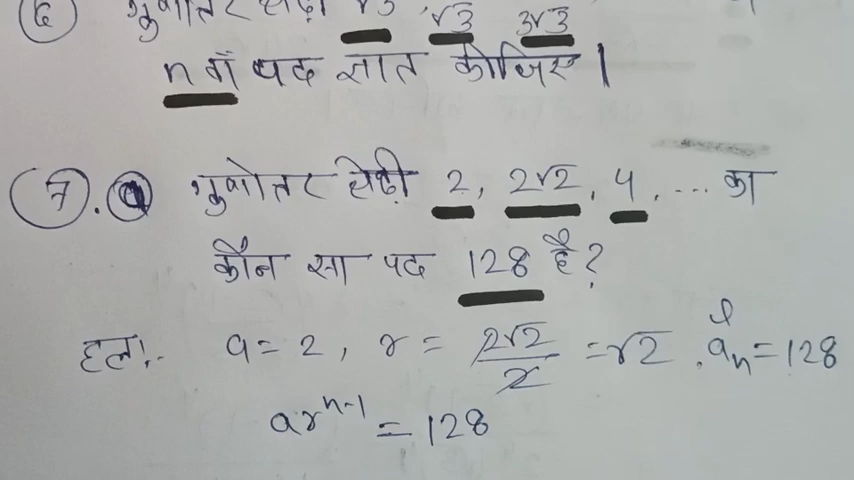 6 गुणोत्तर श्रेढ़ी √3, √3, 3√3
n वाँ पद ज्ञात कीजिए।
7. गुणोत्तर श्रेढ़ी 2, 2√2, 4, .... का
कौन सा पद 128 है?
हल:- a = 2, r = 2√2/2 = √2, aₙ = 128 l
arⁿ⁻¹ = 128